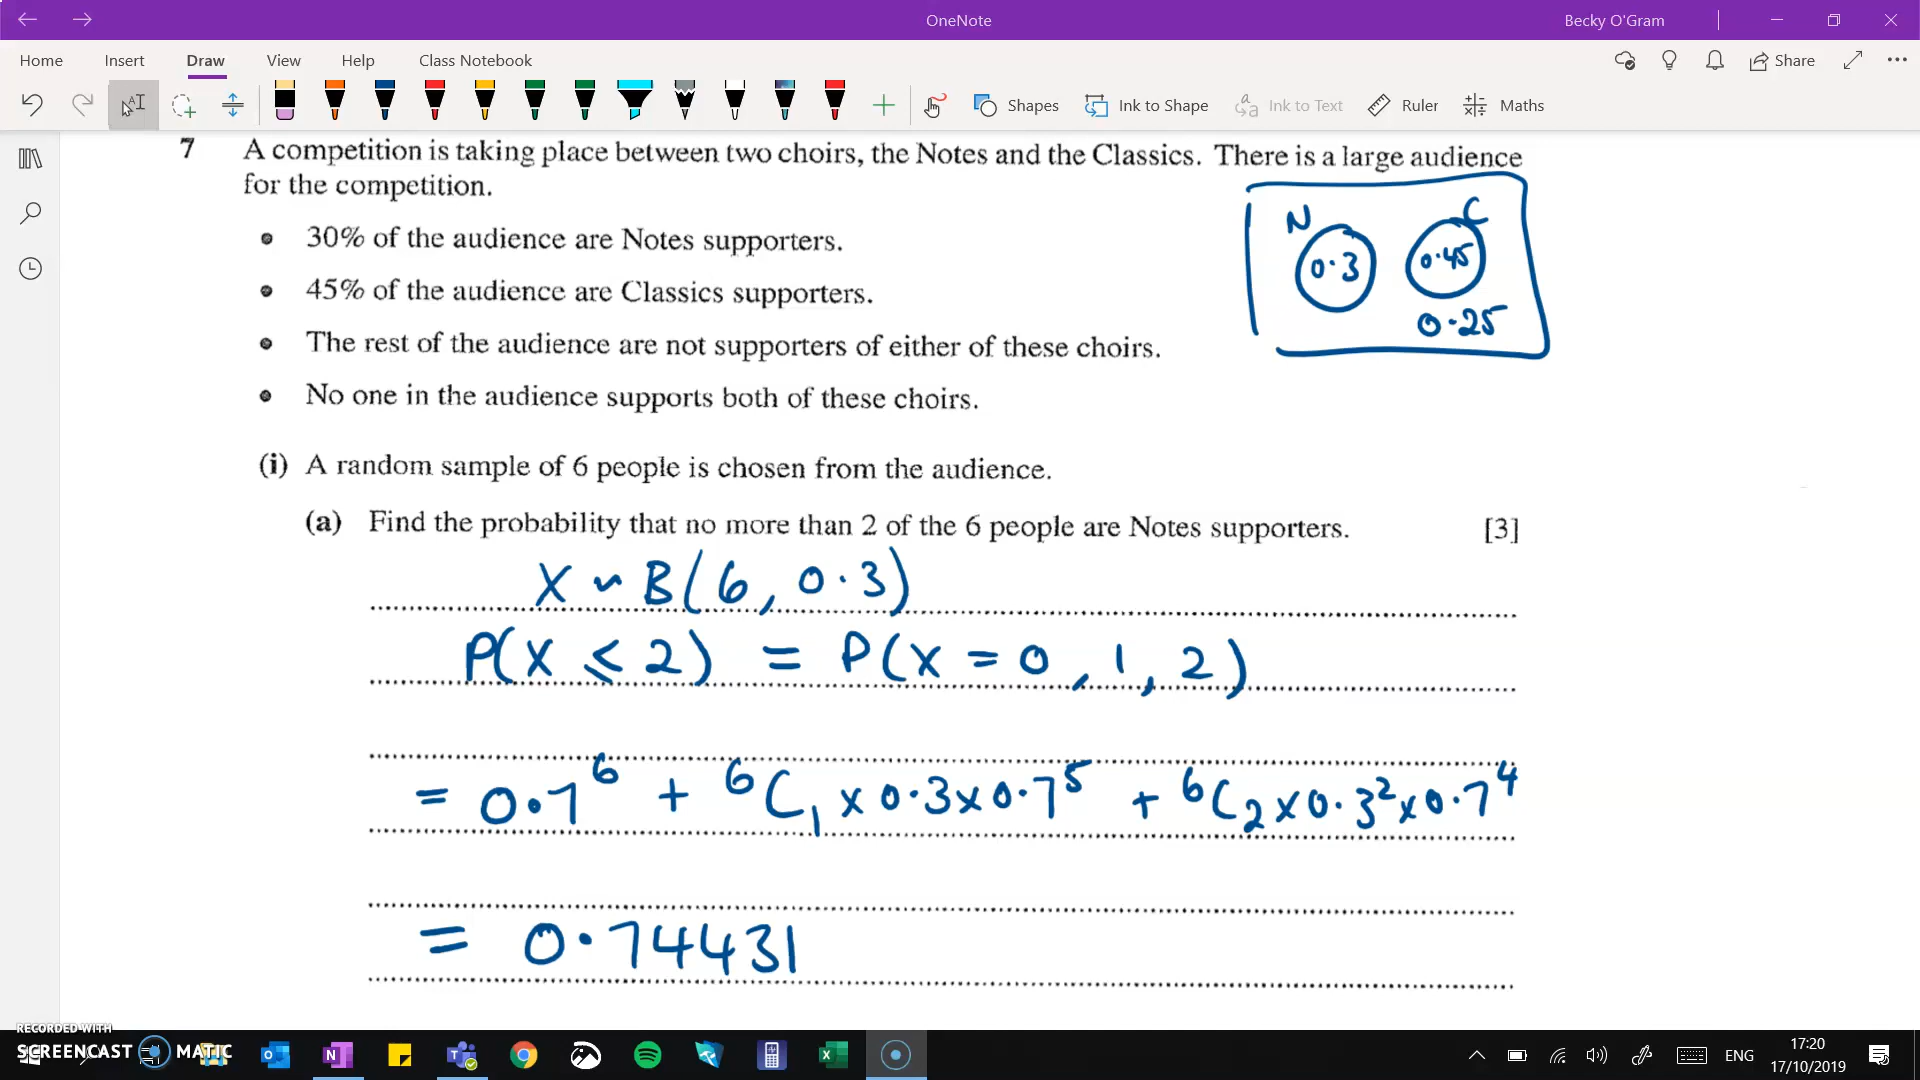 OneNote
Becky O'Gram
Home Insert Draw View Help Class Notebook
Share
Shapes Ink to Shape Ink to Text Ruler Maths
7 A competition is taking place between two choirs, the Notes and the Classics. There is a large audience
for the competition.
N C
• 30% of the audience are Notes supporters.
0.3 0.45
• 45% of the audience are Classics supporters.
0.25
• The rest of the audience are not supporters of either of these choirs.
• No one in the audience supports both of these choirs.
(i) A random sample of 6 people is chosen from the audience.
(a) Find the probability that no more than 2 of the 6 people are Notes supporters. [3]
X ~ B(6, 0.3)
P(X ≤ 2) = P(X = 0, 1, 2)
= 0.7⁶ + ⁶C₁ × 0.3 × 0.7⁵ + ⁶C₂ × 0.3² × 0.7⁴
= 0.74431
RECORDED WITH
SCREENCAST MATIC
ENG
17:20
17/10/2019